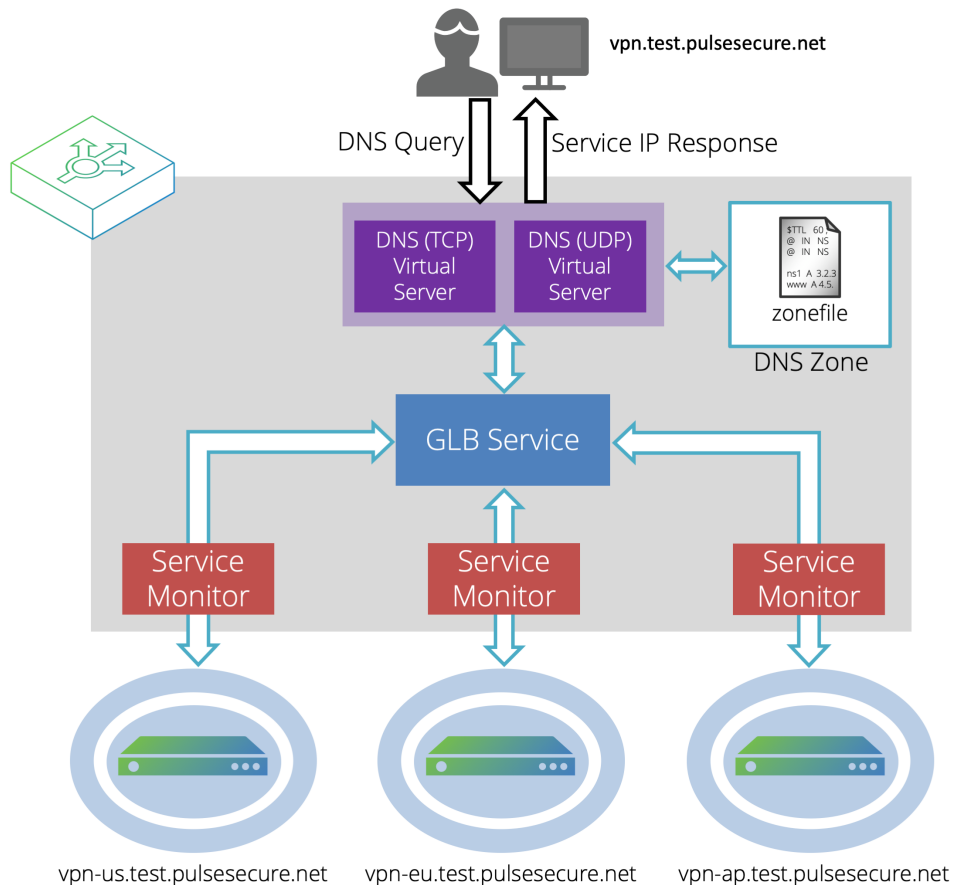 vpn.test.pulsesecure.net
DNS Query
Service IP Response
DNS (TCP)
Virtual
Server
DNS (UDP)
Virtual
Server
$TTL 60,
@ IN NS
@ IN NS
ns1 A 3.2.3
www A 4.5.
zonefile
DNS Zone
GLB Service
Service
Monitor
Service
Monitor
Service
Monitor
vpn-us.test.pulsesecure.net
vpn-eu.test.pulsesecure.net
vpn-ap.test.pulsesecure.net